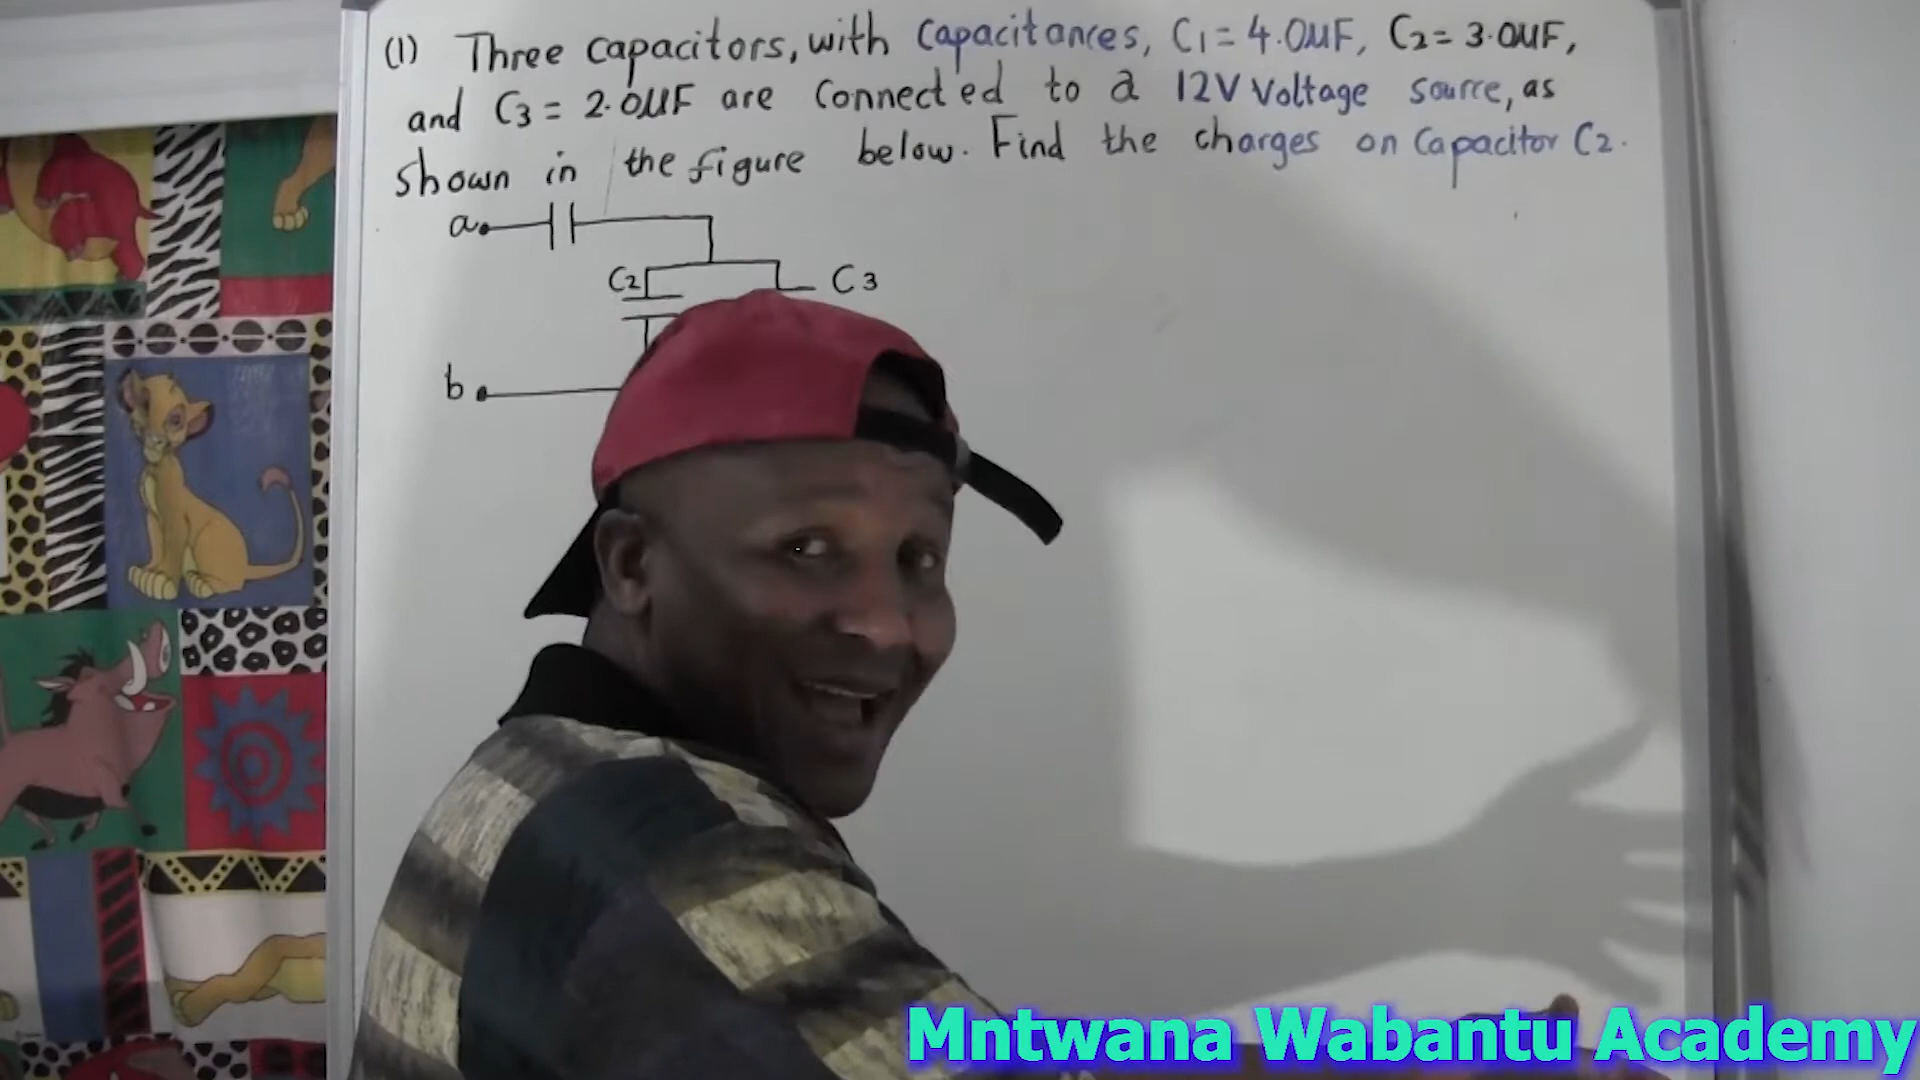 (1) Three capacitors, with capacitances, C1 = 4.0UF, C2 = 3.0UF,
and C3 = 2.0UF are connected to a 12V Voltage source, as
shown in the figure below. Find the charges on Capacitor C2.
a
C2
C3
b
Mntwana Wabantu Academy